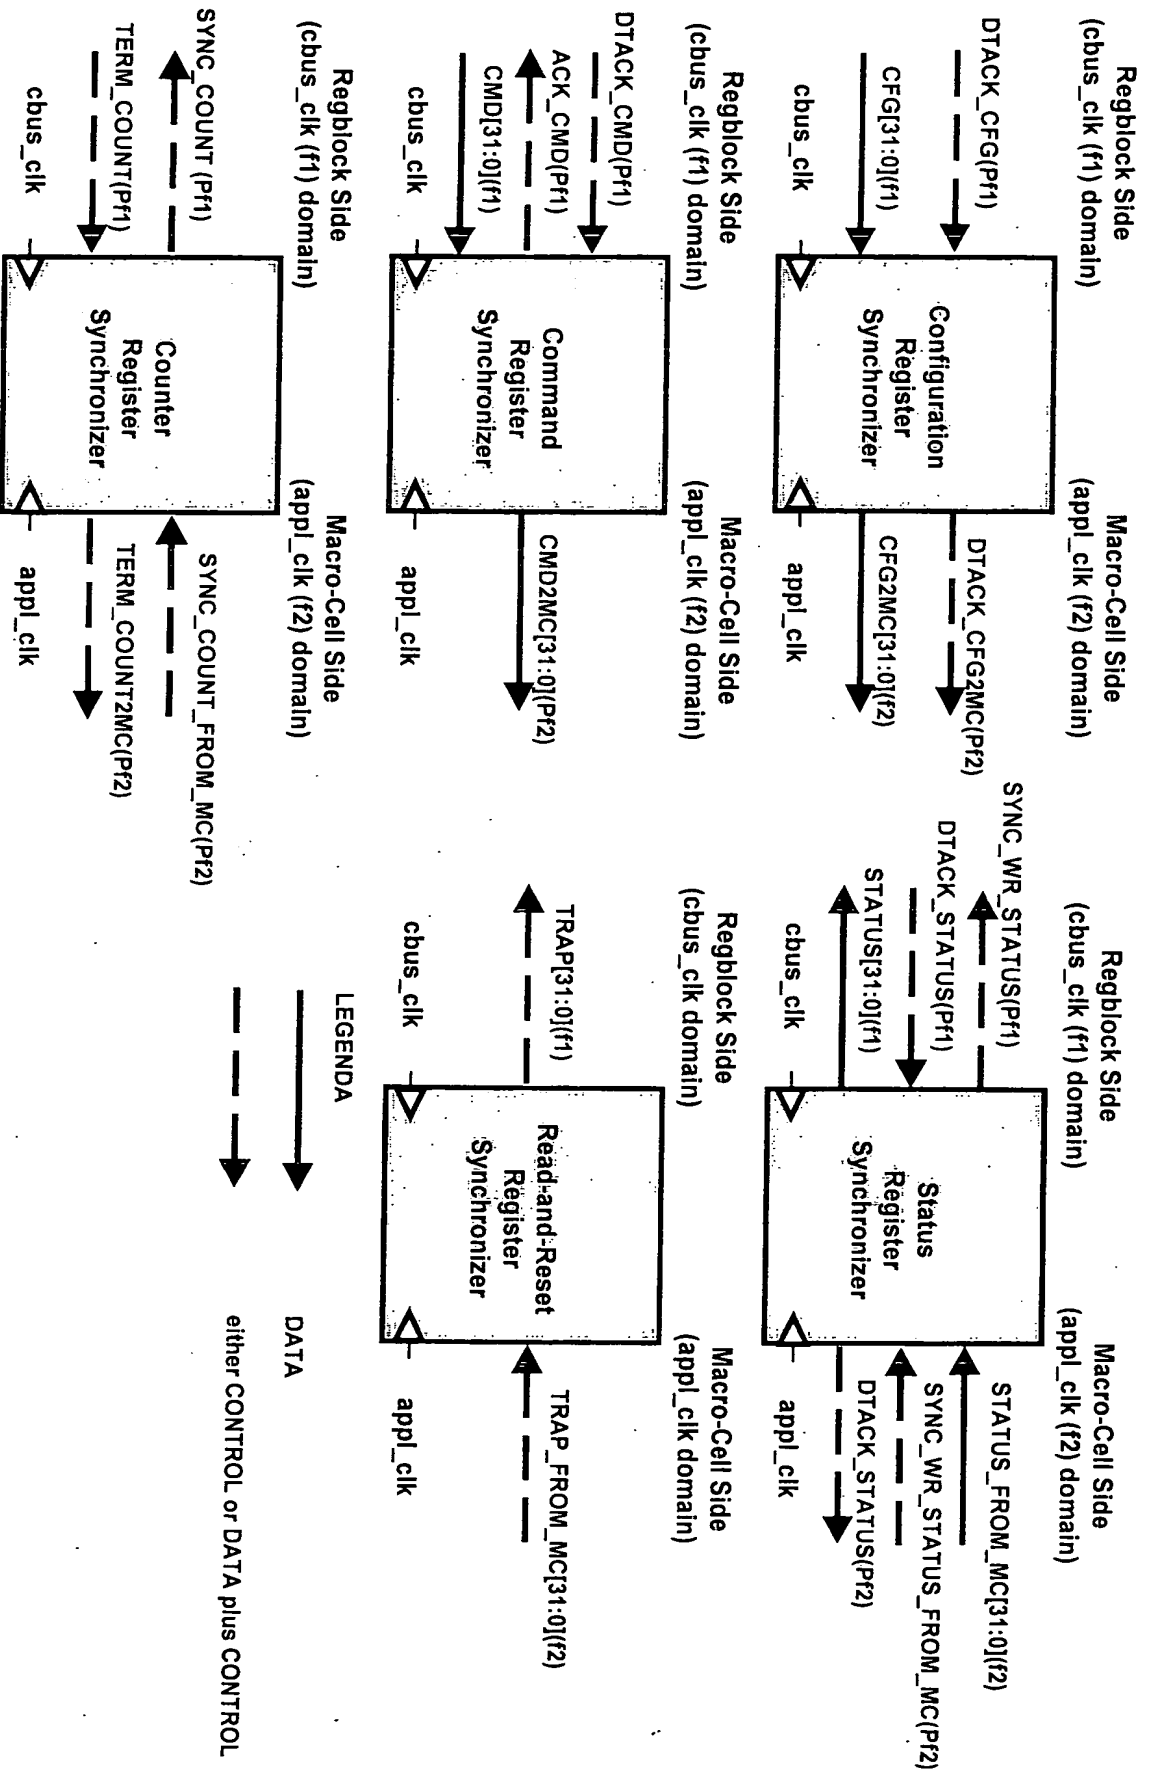 Regblock Side
(cbus_clk (f1) domain)
Macro-Cell Side
(appl_clk (f2) domain)
DTACK_CFG(Pf1)
CFG[31:0](f1)
cbus_clk
Configuration
Register
Synchronizer
DTACK_CFG2MC(Pf2)
CFG2MC[31:0](f2)
appl_clk
Regblock Side
(cbus_clk (f1) domain)
Macro-Cell Side
(appl_clk (f2) domain)
SYNC_WR_STATUS(Pf1)
DTACK_STATUS(Pf1)
STATUS[31:0](f1)
cbus_clk
Status
Register
Synchronizer
STATUS_FROM_MC[31:0](f2)
SYNC_WR_STATUS_FROM_MC(Pf2)
DTACK_STATUS(Pf2)
appl_clk
Regblock Side
(cbus_clk (f1) domain)
Macro-Cell Side
(appl_clk (f2) domain)
DTACK_CMD(Pf1)
ACK_CMD(Pf1)
CMD[31:0](f1)
cbus_clk
Command
Register
Synchronizer
CMD2MC[31:0](Pf2)
appl_clk
Regblock Side
(cbus_clk domain)
Macro-Cell Side
(appl_clk domain)
TRAP[31:0](f1)
cbus_clk
Read-and-Reset
Register
Synchronizer
TRAP_FROM_MC[31:0](f2)
appl_clk
Regblock Side
(cbus_clk (f1) domain)
Macro-Cell Side
(appl_clk (f2) domain)
SYNC_COUNT (Pf1)
TERM_COUNT(Pf1)
cbus_clk
Counter
Register
Synchronizer
SYNC_COUNT_FROM_MC(Pf2)
TERM_COUNT2MC(Pf2)
appl_clk
LEGENDA
DATA
either CONTROL or DATA plus CONTROL